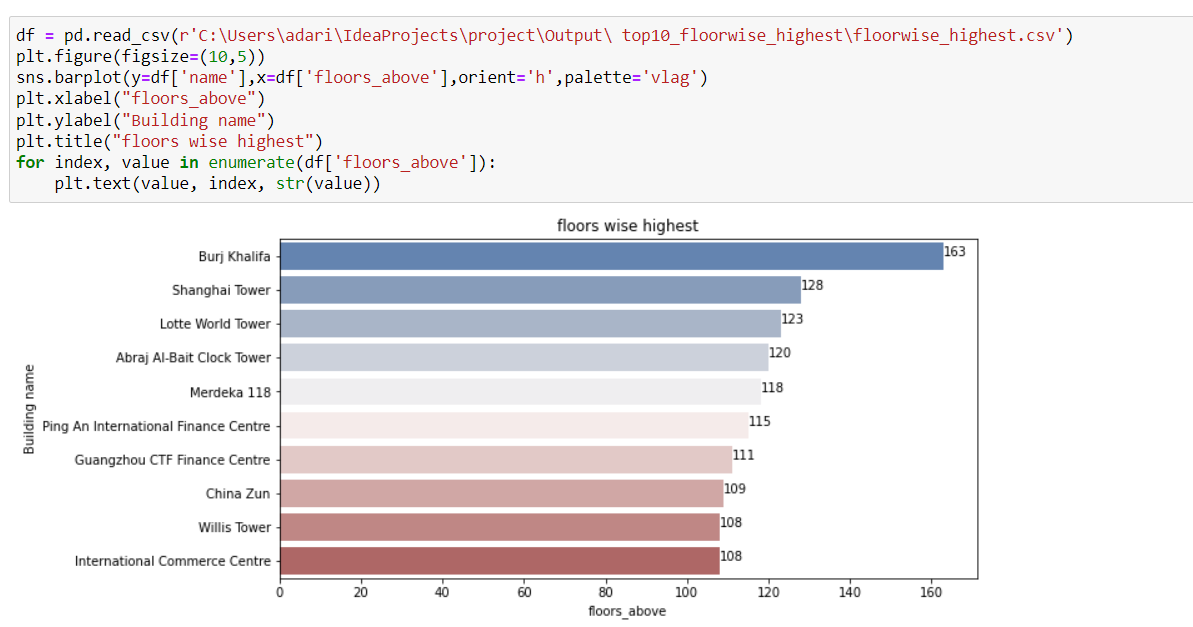 df = pd.read_csv(r'C:\Users\adari\IdeaProjects\project\Output\ top10_floorwise_highest\floorwise_highest.csv')
plt.figure(figsize=(10,5))
sns.barplot(y=df['name'],x=df['floors_above'],orient='h',palette='vlag')
plt.xlabel("floors_above")
plt.ylabel("Building name")
plt.title("floors wise highest")
for index, value in enumerate(df['floors_above']):
    plt.text(value, index, str(value))
floors wise highest
Building name
Burj Khalifa 163
Shanghai Tower 128
Lotte World Tower 123
Abraj Al-Bait Clock Tower 120
Merdeka 118 118
Ping An International Finance Centre 115
Guangzhou CTF Finance Centre 111
China Zun 109
Willis Tower 108
International Commerce Centre 108
0 20 40 60 80 100 120 140 160
floors_above